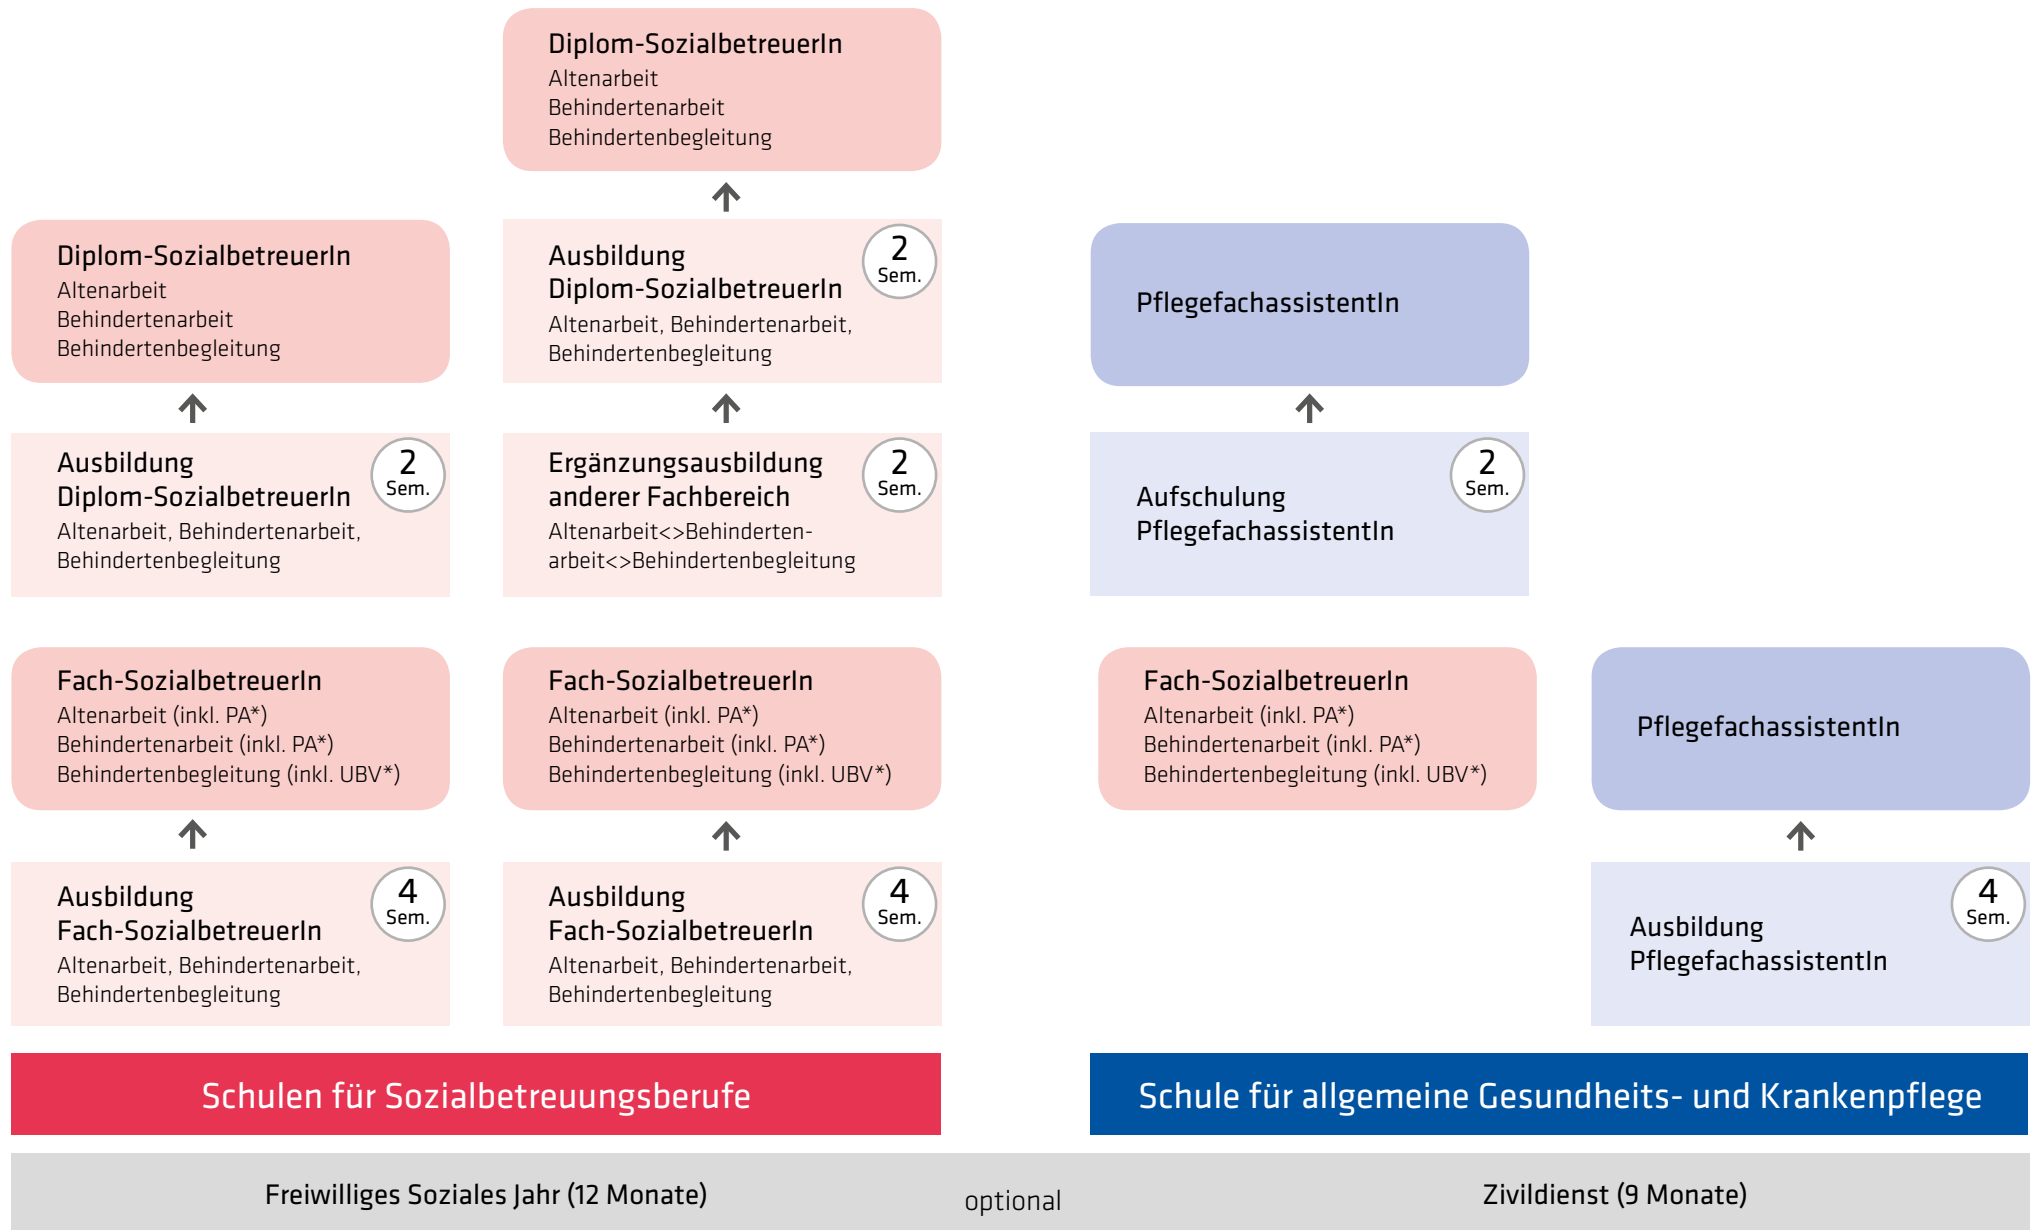 Diplom-SozialbetreuerIn
Altenarbeit
Behindertenarbeit
Behindertenbegleitung
Diplom-SozialbetreuerIn
Altenarbeit
Behindertenarbeit
Behindertenbegleitung
Ausbildung
Diplom-SozialbetreuerIn
Altenarbeit, Behindertenarbeit,
Behindertenbegleitung
2
Sem.
PflegefachassistentIn
Ausbildung
Diplom-SozialbetreuerIn
Altenarbeit, Behindertenarbeit,
Behindertenbegleitung
2
Sem.
Ergänzungsausbildung
anderer Fachbereich
Altenarbeit<>Behinderten-
arbeit<>Behindertenbegleitung
2
Sem.
Aufschulung
PflegefachassistentIn
2
Sem.
Fach-SozialbetreuerIn
Altenarbeit (inkl. PA*)
Behindertenarbeit (inkl. PA*)
Behindertenbegleitung (inkl. UBV*)
Fach-SozialbetreuerIn
Altenarbeit (inkl. PA*)
Behindertenarbeit (inkl. PA*)
Behindertenbegleitung (inkl. UBV*)
Fach-SozialbetreuerIn
Altenarbeit (inkl. PA*)
Behindertenarbeit (inkl. PA*)
Behindertenbegleitung (inkl. UBV*)
PflegefachassistentIn
Ausbildung
Fach-SozialbetreuerIn
Altenarbeit, Behindertenarbeit,
Behindertenbegleitung
4
Sem.
Ausbildung
Fach-SozialbetreuerIn
Altenarbeit, Behindertenarbeit,
Behindertenbegleitung
4
Sem.
Ausbildung
PflegefachassistentIn
4
Sem.
Schulen für Sozialbetreuungsberufe
Schule für allgemeine Gesundheits- und Krankenpflege
Freiwilliges Soziales Jahr (12 Monate)
optional
Zivildienst (9 Monate)